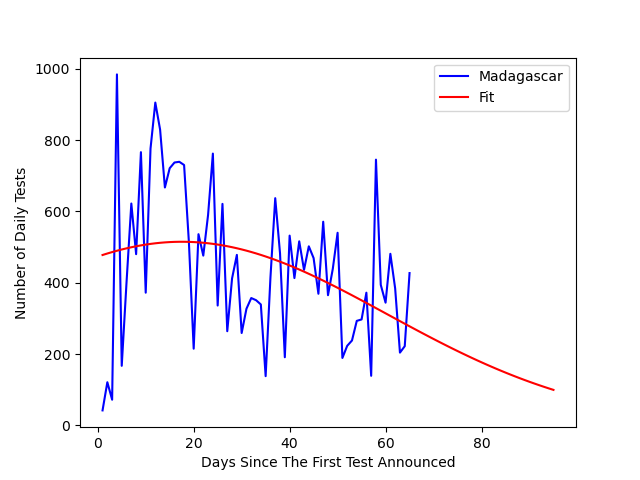 Madagascar
Fit
1000
800
600
400
200
0
Number of Daily Tests
0 20 40 60 80
Days Since The First Test Announced